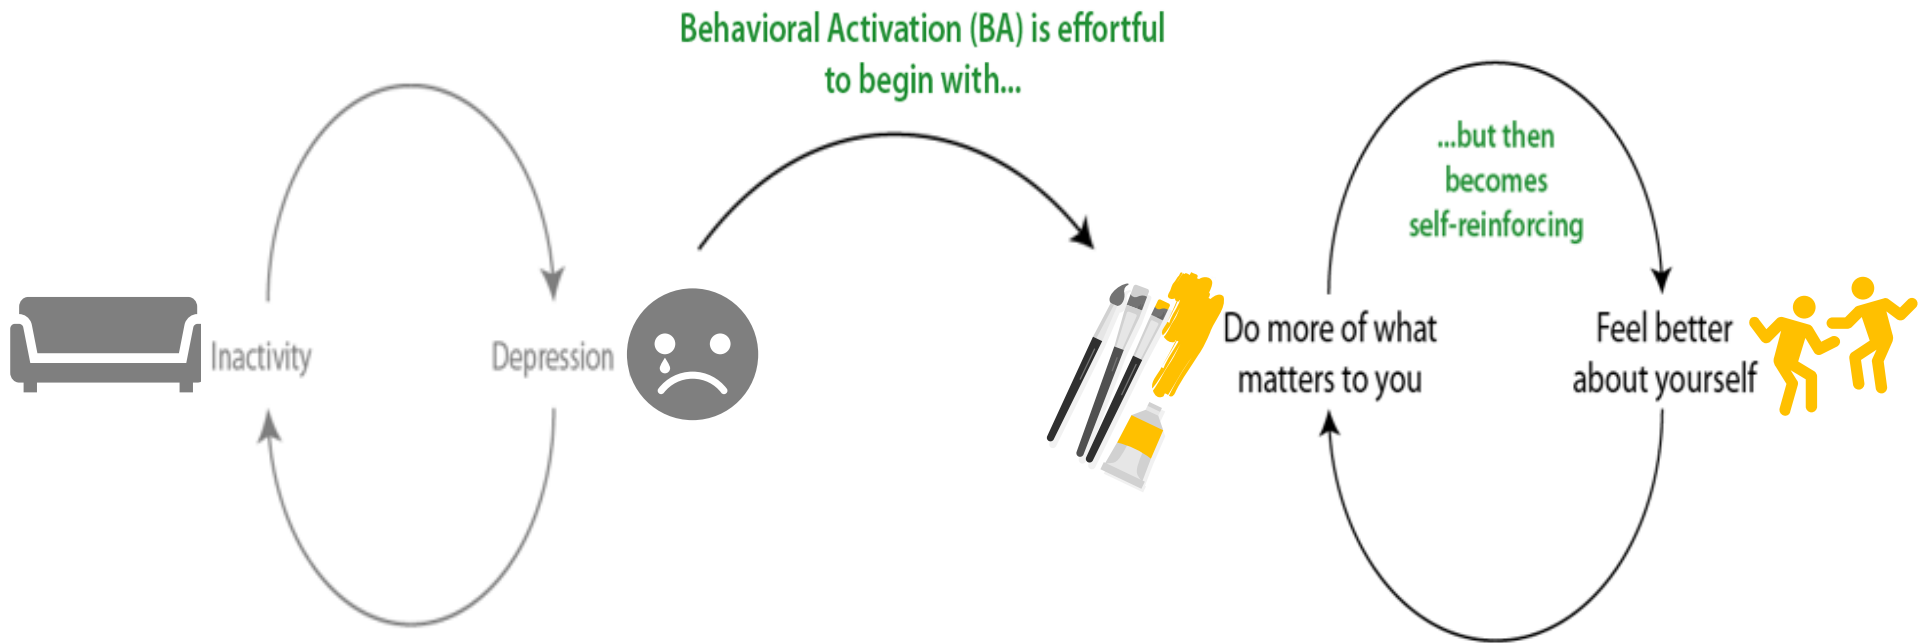 Behavioral Activation (BA) is effortful
to begin with...
...but then
becomes
self-reinforcing
Inactivity
Depression
Do more of what
matters to you
Feel better
about yourself